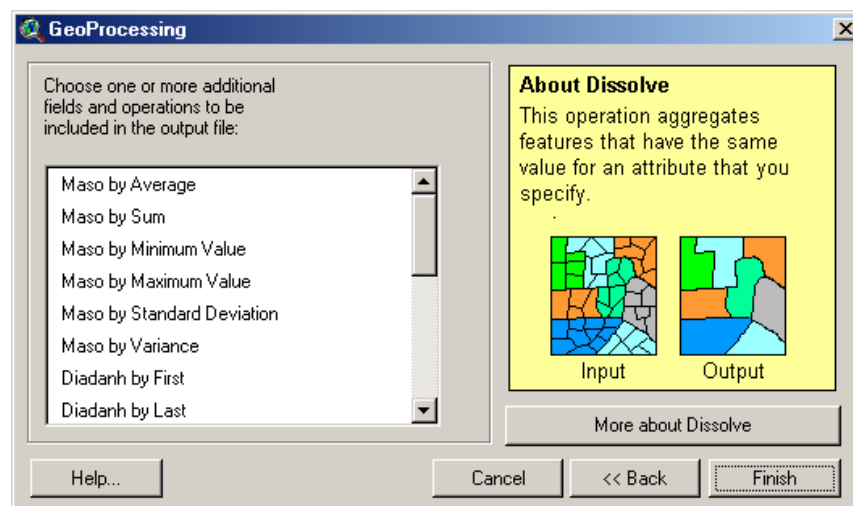 GeoProcessing
Choose one or more additional
fields and operations to be
included in the output file:
Maso by Average
Maso by Sum
Maso by Minimum Value
Maso by Maximum Value
Maso by Standard Deviation
Maso by Variance
Diadanh by First
Diadanh by Last
About Dissolve
This operation aggregates
features that have the same
value for an attribute that you
specify.
Input Output
More about Dissolve
Help... Cancel << Back Finish